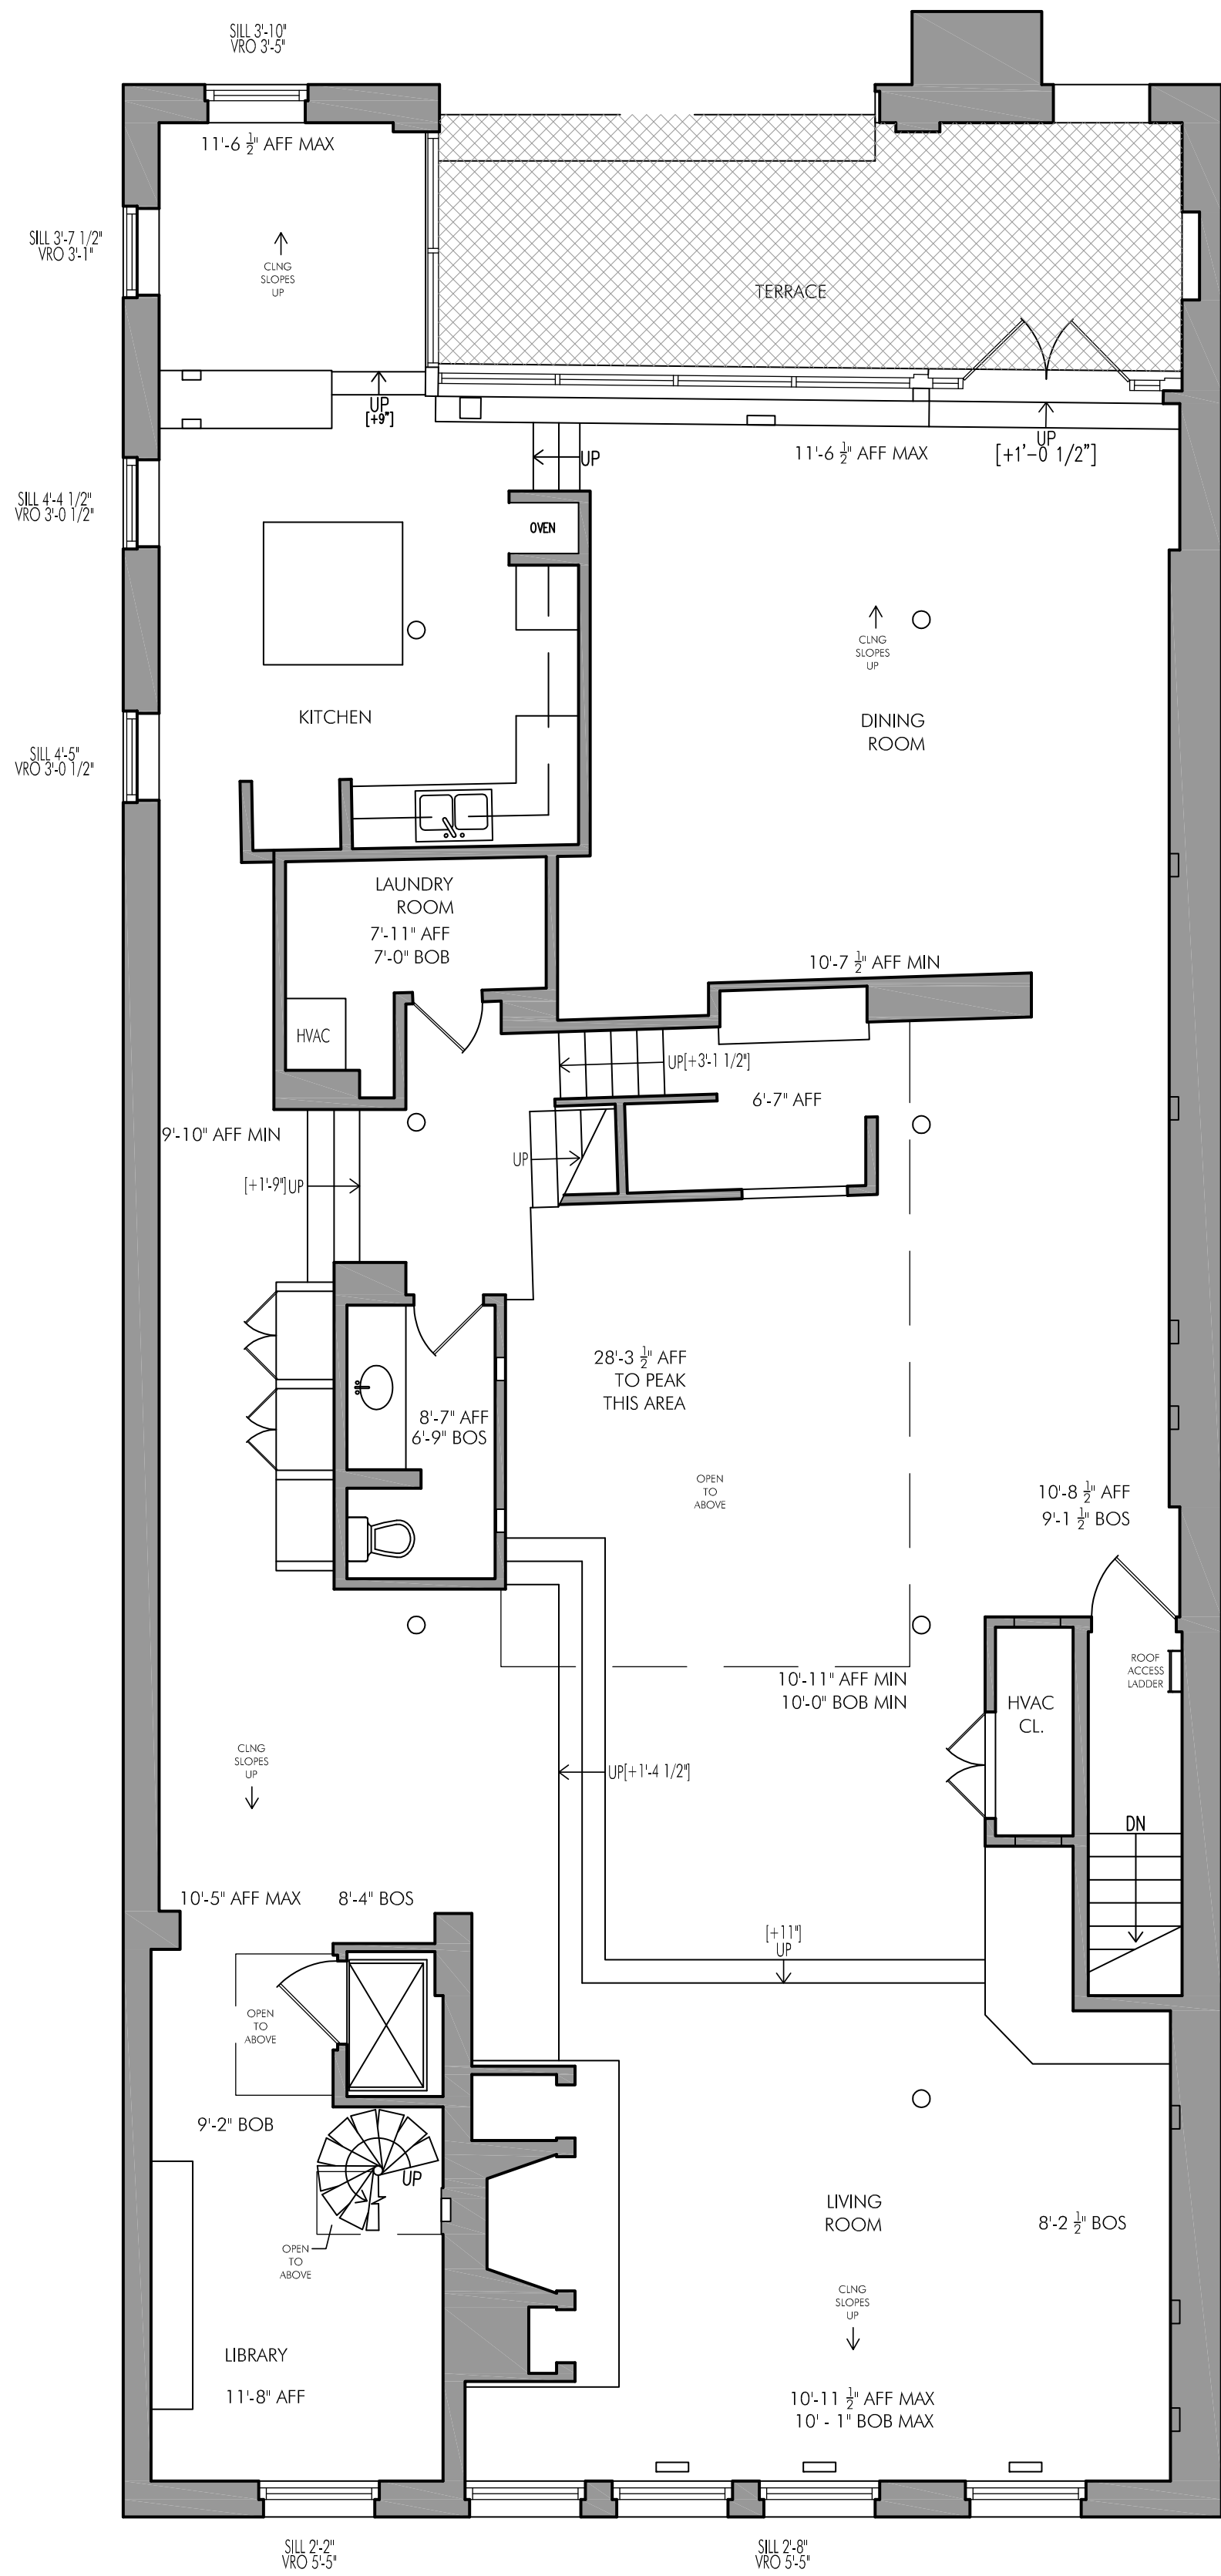 SILL 3'-10"
VRO 3'-5"
11'-6 1/2" AFF MAX
SILL 3'-7 1/2"
VRO 3'-1"
CLNG
SLOPES
UP
TERRACE
UP
[+9"]
UP
11'-6 1/2" AFF MAX
UP
[+1'-0 1/2"]
SILL 4'-4 1/2"
VRO 3'-0 1/2"
OVEN
CLNG
SLOPES
UP
KITCHEN
DINING
ROOM
SILL 4'-5"
VRO 3'-0 1/2"
LAUNDRY
ROOM
7'-11" AFF
7'-0" BOB
10'-7 1/2" AFF MIN
HVAC
UP[+3'-1 1/2"]
6'-7" AFF
9'-10" AFF MIN
UP
[+1'-9"]UP
28'-3 1/2" AFF
TO PEAK
THIS AREA
8'-7" AFF
6'-9" BOS
OPEN
TO
ABOVE
10'-8 1/2" AFF
9'-1 1/2" BOS
ROOF
ACCESS
LADDER
10'-11" AFF MIN
10'-0" BOB MIN
HVAC
CL.
CLNG
SLOPES
UP
UP[+1'-4 1/2"]
DN
10'-5" AFF MAX
8'-4" BOS
[+11"]
UP
OPEN
TO
ABOVE
9'-2" BOB
UP
LIVING
ROOM
8'-2 1/2" BOS
OPEN
TO
ABOVE
CLNG
SLOPES
UP
LIBRARY
11'-8" AFF
10'-11 1/2" AFF MAX
10' - 1" BOB MAX
SILL 2'-2"
VRO 5'-5"
SILL 2'-8"
VRO 5'-5"